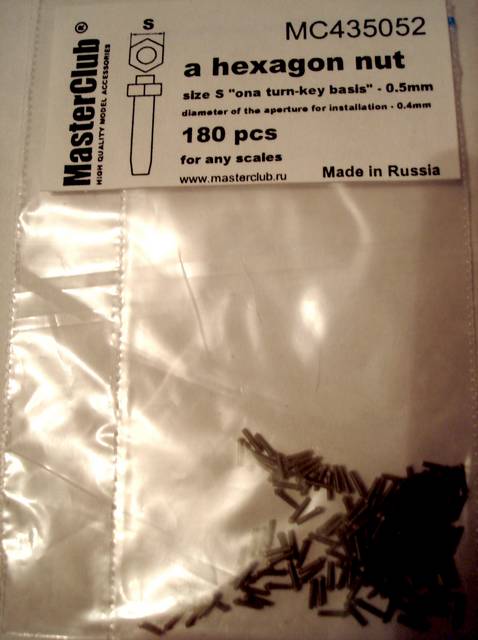 MasterClub®
HIGH QUALITY MODEL ACCESSORIES
S
MC435052
a hexagon nut
size S "ona turn-key basis" - 0.5mm
diameter of the aperture for installation - 0.4mm
180 pcs
for any scales
www.masterclub.ru
Made in Russia